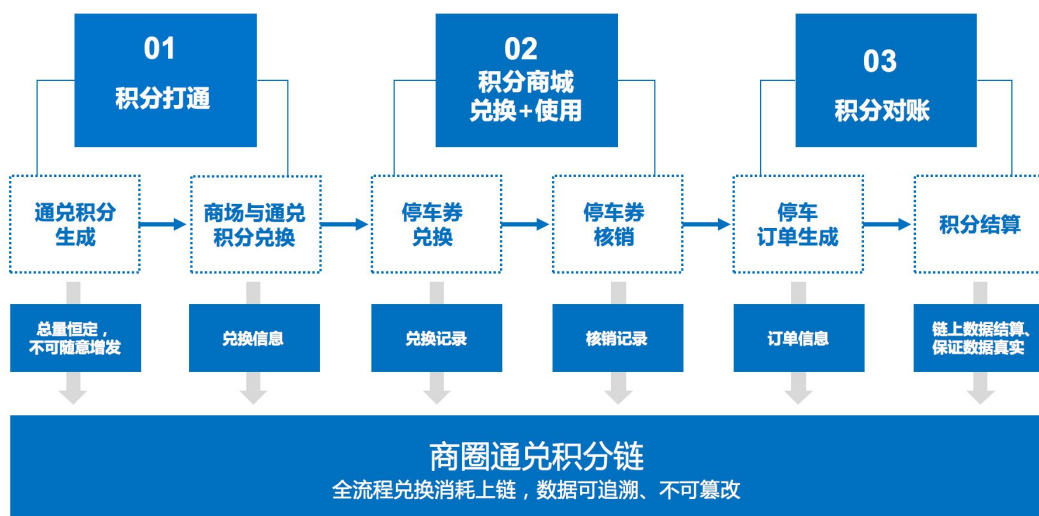 01
积分打通
02
积分商城
兑换+使用
03
积分对账
通兑积分
生成
商场与通兑
积分兑换
停车券
兑换
停车券
核销
停车
订单生成
积分结算
总量恒定，
不可随意增发
兑换信息
兑换记录
核销记录
订单信息
链上数据结算、
保证数据真实
商圈通兑积分链
全流程兑换消耗上链，数据可追溯、不可篡改